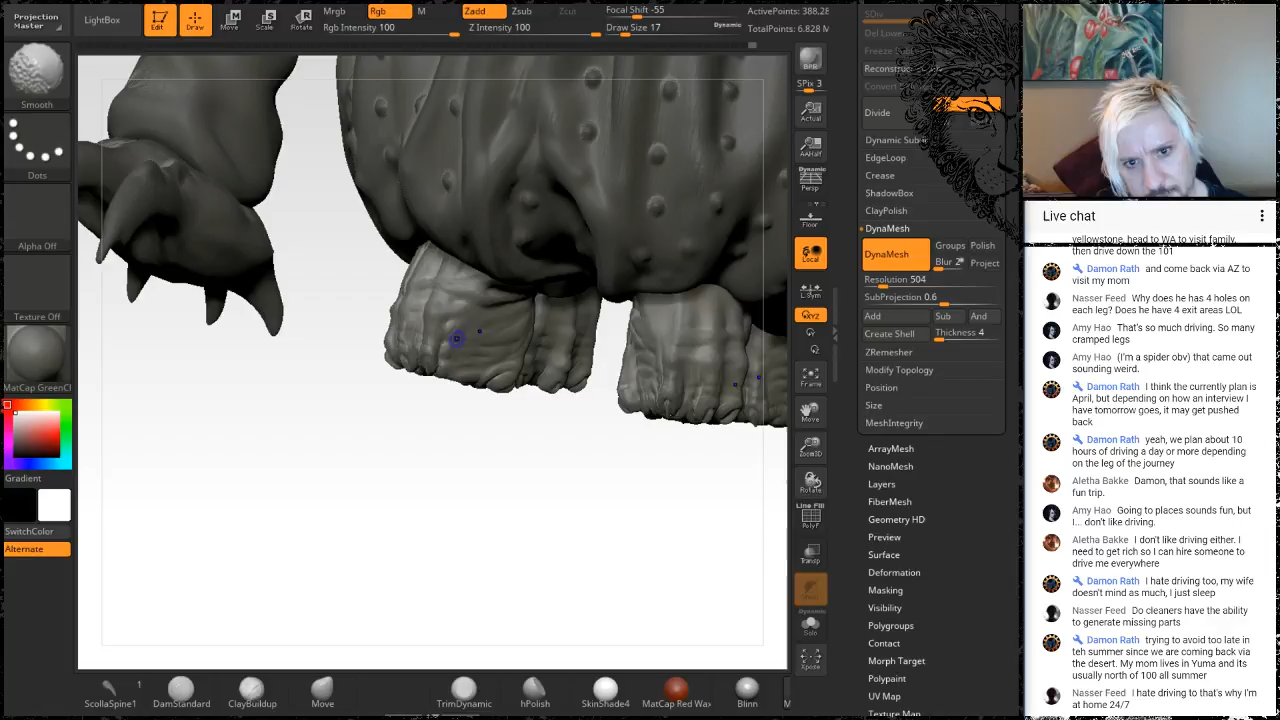 Projection
Master
LightBox
Edit
Draw
Move
Scale
Rotate
Mrgb
Rgb
M
Rgb Intensity 100
Zadd
Zsub
Zcut
Z Intensity 100
Focal Shift -55
Draw Size 17
Dynamic
ActivePoints: 388,28
TotalPoints: 6.828 M
Smooth
Dots
Alpha Off
Texture Off
MatCap GreenCl
Gradient
SwitchColor
Alternate
BPR
SPix 3
Actual
AAHalf
Dynamic
Persp
Floor
Local
L.Sym
XYZ
Frame
Move
Zoom3D
Rotate
Line Fill
PolyF
Transp
Dynamic
Solo
Xpose
SDiv
Del Lower
Freeze
Reconstruct
Divide
Dynamic Subdiv
EdgeLoop
Crease
ShadowBox
ClayPolish
DynaMesh
DynaMesh
Groups
Polish
Blur 2
Project
Resolution 504
SubProjection 0.6
Add
Sub
And
Create Shell
Thickness 4
ZRemesher
Modify Topology
Position
Size
MeshIntegrity
ArrayMesh
NanoMesh
Layers
FiberMesh
Geometry HD
Preview
Surface
Deformation
Masking
Visibility
Polygroups
Contact
Morph Target
Polypaint
UV Map
Texture Map
1
ScollaSpine1
DamStandard
ClayBuildup
Move
TrimDynamic
hPolish
SkinShade4
MatCap Red Wax
Blinn
M
Live chat
yellowstone, head to WA to visit family,
then drive down the 101
Damon Rath and come back via AZ to
visit my mom
Nasser Feed Why does he has 4 holes on
each leg? Does he have 4 exit areas LOL
Amy Hao That's so much driving. So many
cramped legs
Amy Hao (I'm a spider obv) that came out
sounding weird.
Damon Rath I think the currently plan is
April, but depending on how an interview I
have tomorrow goes, it may get pushed
back
Damon Rath yeah, we plan about 10
hours of driving a day or more depending
on the leg of the journey
Aletha Bakke Damon, that sounds like a
fun trip.
Amy Hao Going to places sounds fun, but
I... don't like driving.
Aletha Bakke I don't like driving either. I
need to get rich so I can hire someone to
drive me everywhere
Damon Rath I hate driving too, my wife
doesn't mind as much, I just sleep
Nasser Feed Do cleaners have the ability
to generate missing parts
Damon Rath trying to avoid too late in
teh summer since we are coming back via
the desert. My mom lives in Yuma and its
usually north of 100 all summer
Nasser Feed i hate driving to that's why I'm
at home 24/7